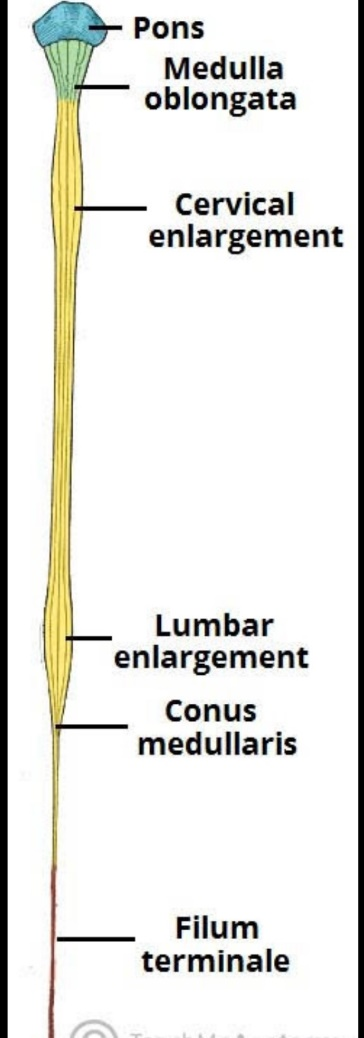 Pons
Medulla
oblongata
Cervical
enlargement
Lumbar
enlargement
Conus
medullaris
Filum
terminale